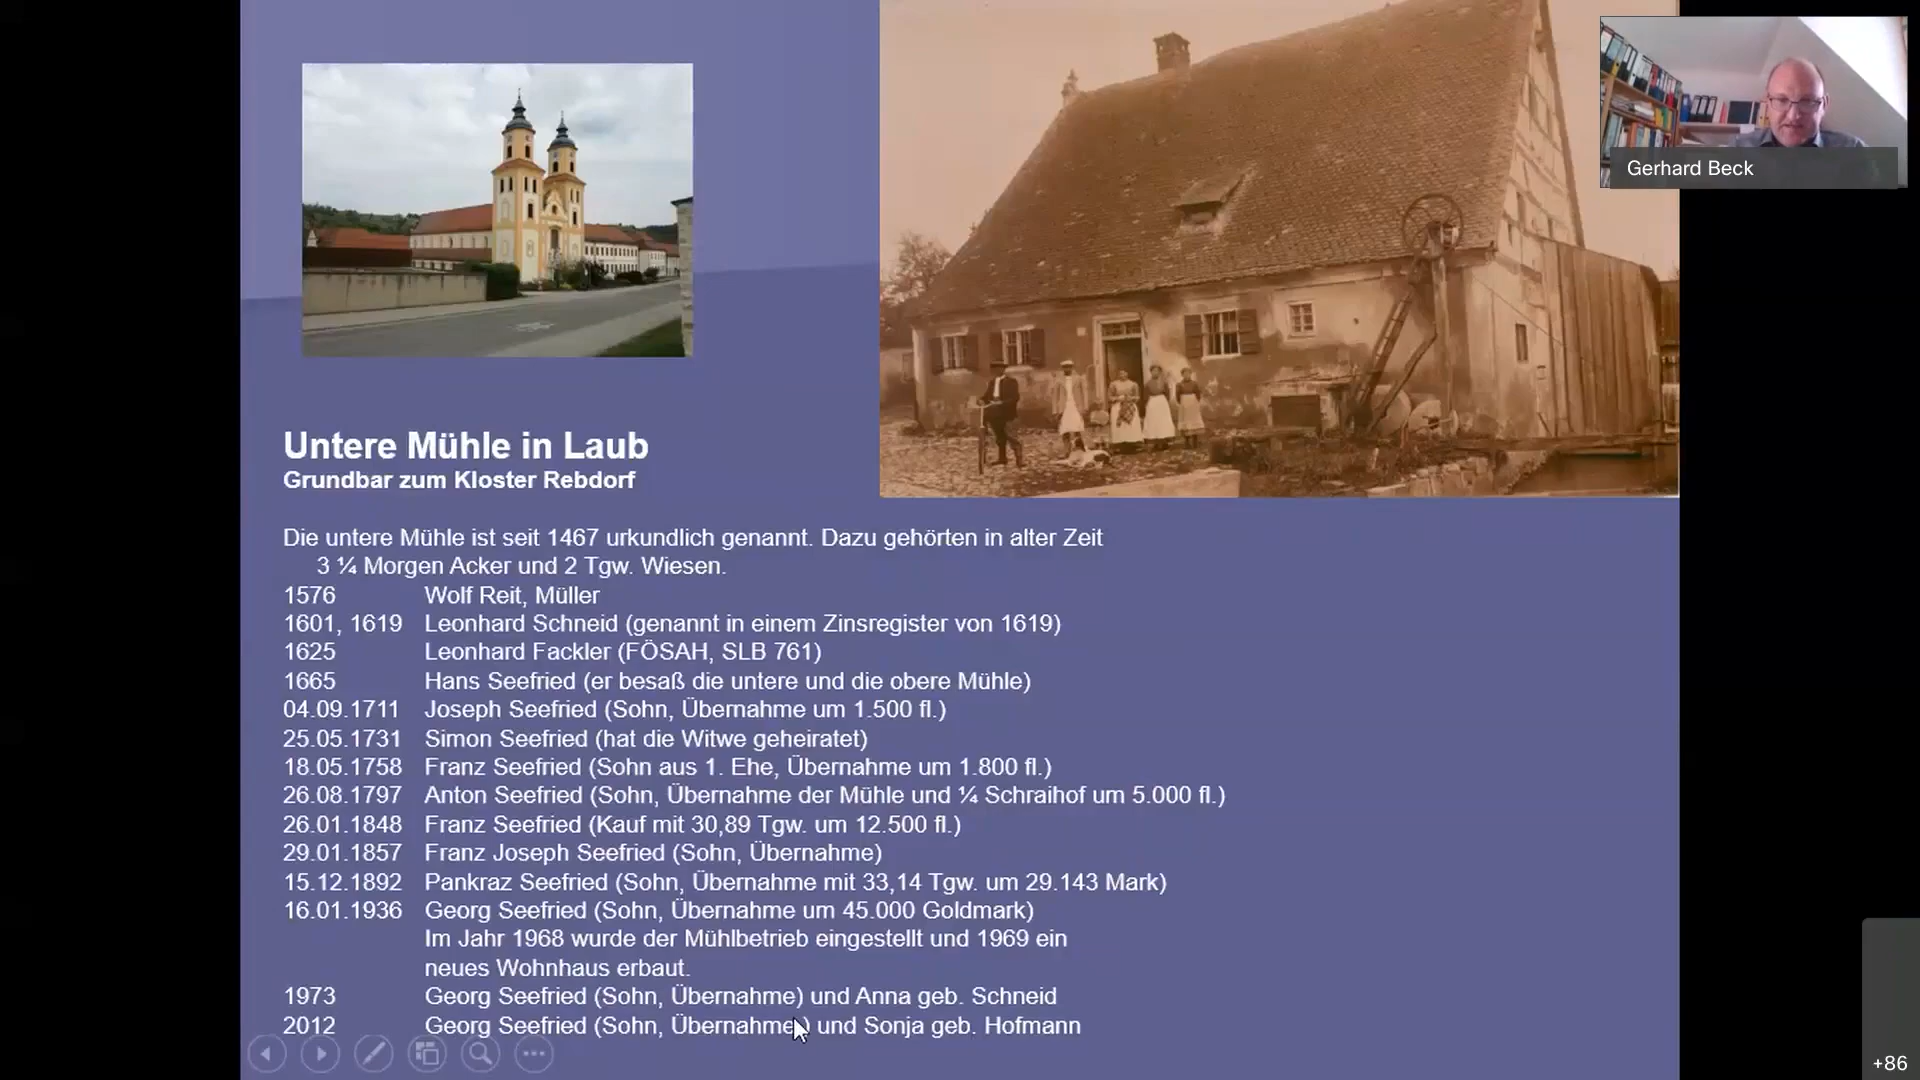 Gerhard Beck
Untere Mühle in Laub
Grundbar zum Kloster Rebdorf
Die untere Mühle ist seit 1467 urkundlich genannt. Dazu gehörten in alter Zeit
3 ¼ Morgen Acker und 2 Tgw. Wiesen.
1576 Wolf Reit, Müller
1601, 1619 Leonhard Schneid (genannt in einem Zinsregister von 1619)
1625 Leonhard Fackler (FÖSAH, SLB 761)
1665 Hans Seefried (er besaß die untere und die obere Mühle)
04.09.1711 Joseph Seefried (Sohn, Übernahme um 1.500 fl.)
25.05.1731 Simon Seefried (hat die Witwe geheiratet)
18.05.1758 Franz Seefried (Sohn aus 1. Ehe, Übernahme um 1.800 fl.)
26.08.1797 Anton Seefried (Sohn, Übernahme der Mühle und ¼ Schraihof um 5.000 fl.)
26.01.1848 Franz Seefried (Kauf mit 30,89 Tgw. um 12.500 fl.)
29.01.1857 Franz Joseph Seefried (Sohn, Übernahme)
15.12.1892 Pankraz Seefried (Sohn, Übernahme mit 33,14 Tgw. um 29.143 Mark)
16.01.1936 Georg Seefried (Sohn, Übernahme um 45.000 Goldmark)
Im Jahr 1968 wurde der Mühlbetrieb eingestellt und 1969 ein
neues Wohnhaus erbaut.
1973 Georg Seefried (Sohn, Übernahme) und Anna geb. Schneid
2012 Georg Seefried (Sohn, Übernahme) und Sonja geb. Hofmann
+86